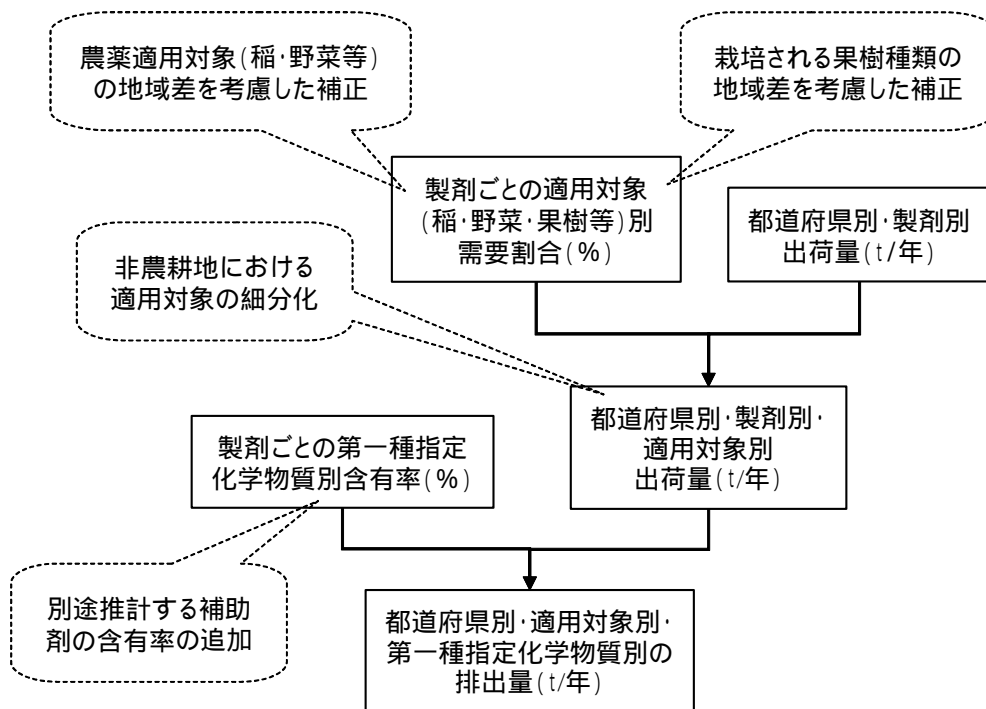 農薬適用対象(稲・野菜等)
の地域差を考慮した補正
栽培される果樹種類の
地域差を考慮した補正
製剤ごとの適用対象
(稲・野菜・果樹等)別
需要割合(%)
都道府県別・製剤別
出荷量(t/年)
非農耕地における
適用対象の細分化
都道府県別・製剤別・
適用対象別
出荷量(t/年)
製剤ごとの第一種指定
化学物質別含有率(%)
別途推計する補助
剤の含有率の追加
都道府県別・適用対象別・
第一種指定化学物質別の
排出量(t/年)